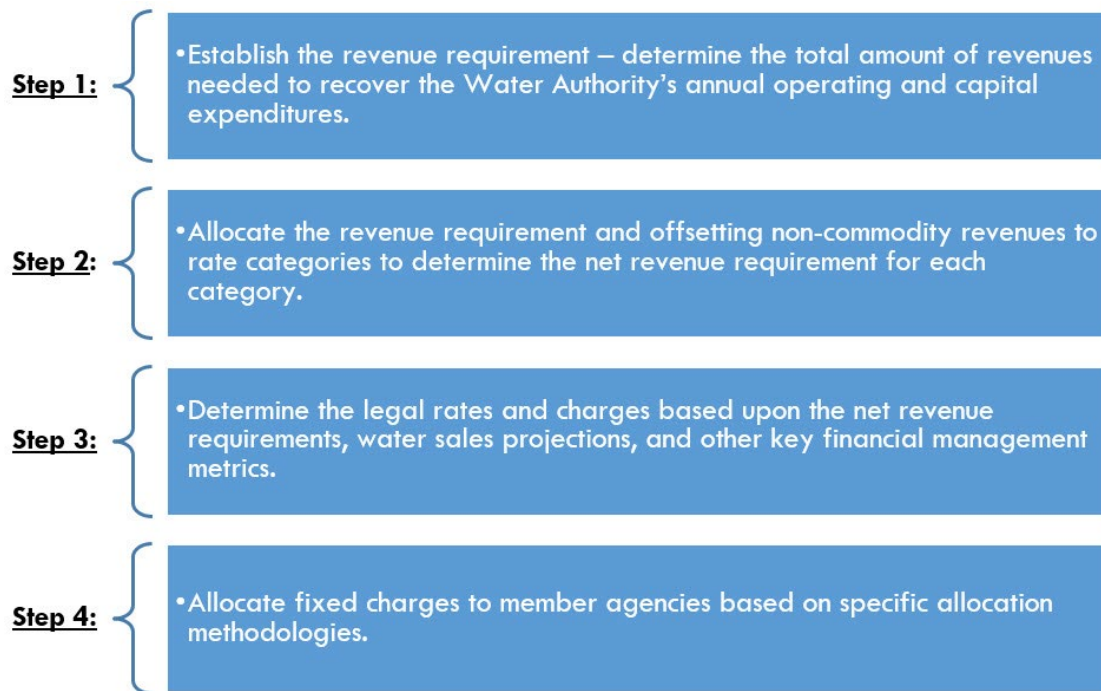 Step 1:
•Establish the revenue requirement – determine the total amount of revenues
needed to recover the Water Authority's annual operating and capital
expenditures.
Step 2:
•Allocate the revenue requirement and offsetting non-commodity revenues to
rate categories to determine the net revenue requirement for each
category.
Step 3:
•Determine the legal rates and charges based upon the net revenue
requirements, water sales projections, and other key financial management
metrics.
Step 4:
•Allocate fixed charges to member agencies based on specific allocation
methodologies.